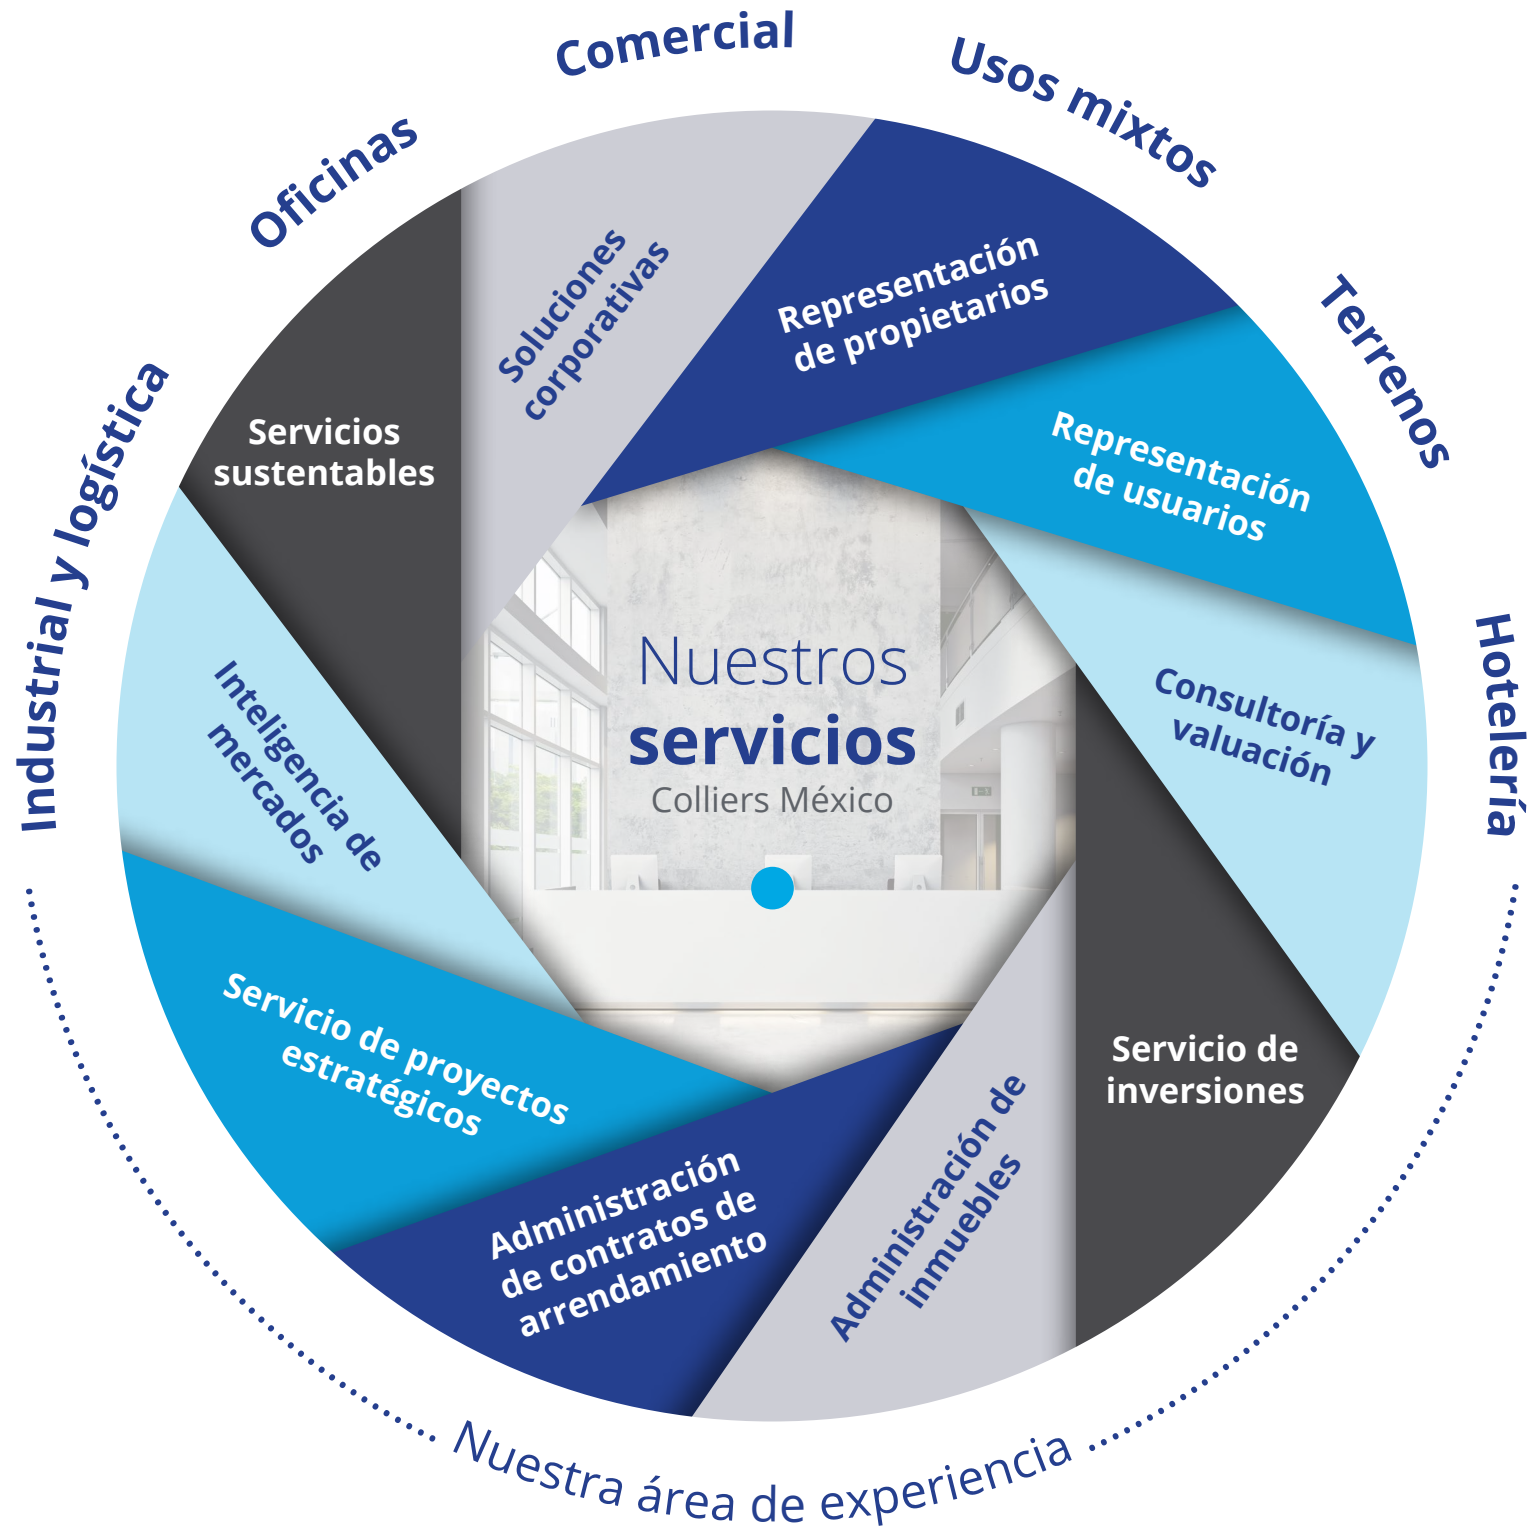 Industrial y logística
Oficinas
Comercial
Usos mixtos
Terrenos
Hotelería
Soluciones
corporativas
Representación
de propietarios
Representación
de usuarios
Consultoría y
valuación
Servicio de
inversiones
Administración de
inmuebles
Administración
de contratos de
arrendamiento
Servicio de proyectos
estratégicos
Inteligencia de
mercados
Servicios
sustentables
Nuestros
servicios
Colliers México
Nuestra área de experiencia